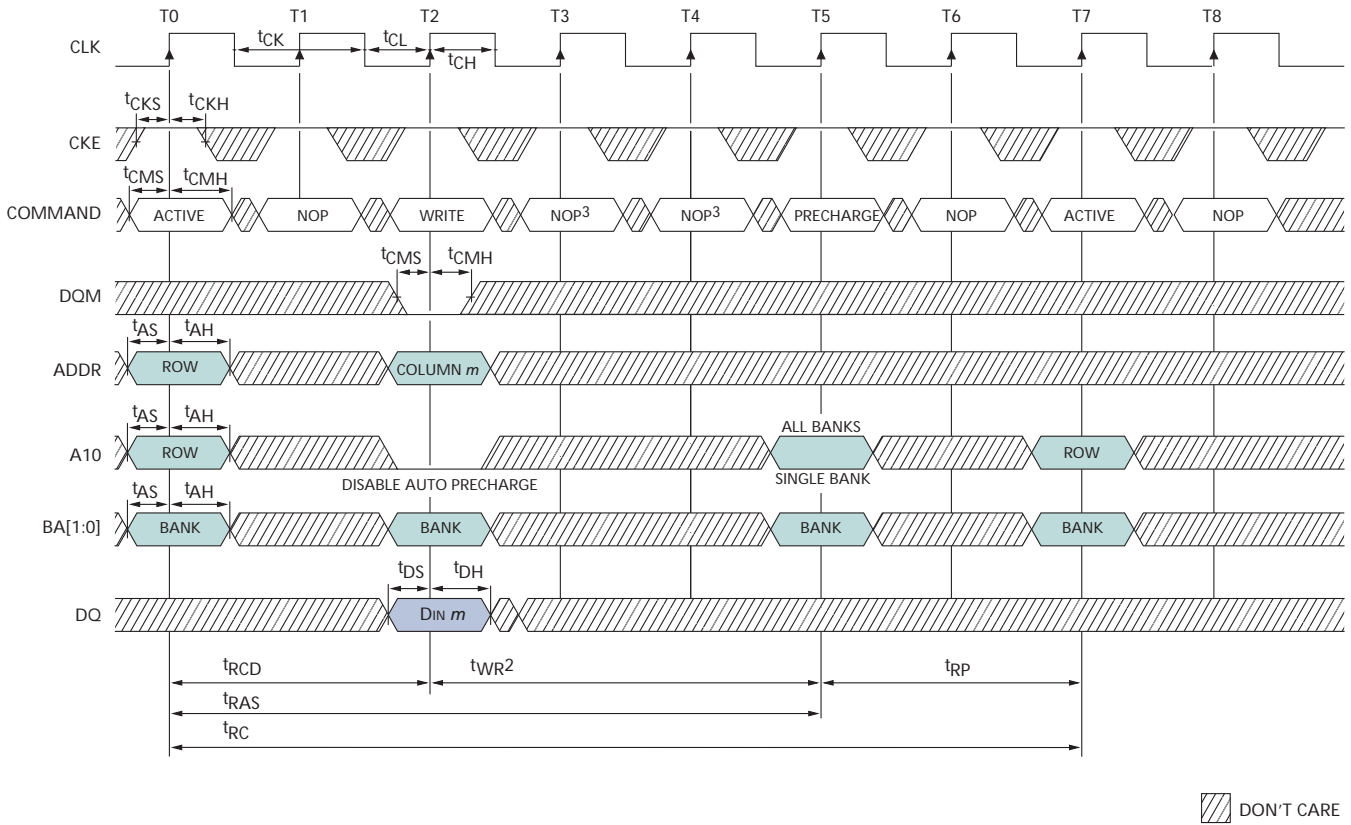 T0 T1 T2 T3 T4 T5 T6 T7 T8
CLK
tCK tCL
tCH
tCKS tCKH
CKE
tCMS tCMH
COMMAND ACTIVE NOP WRITE NOP3 NOP3 PRECHARGE NOP ACTIVE NOP
tCMS tCMH
DQM
tAS tAH
ADDR ROW COLUMN m
tAS tAH ALL BANKS
A10 ROW ROW
DISABLE AUTO PRECHARGE SINGLE BANK
tAS tAH
BA[1:0] BANK BANK BANK BANK
tDS tDH
DQ DIN m
tRCD tWR2 tRP
tRAS
tRC
DON'T CARE